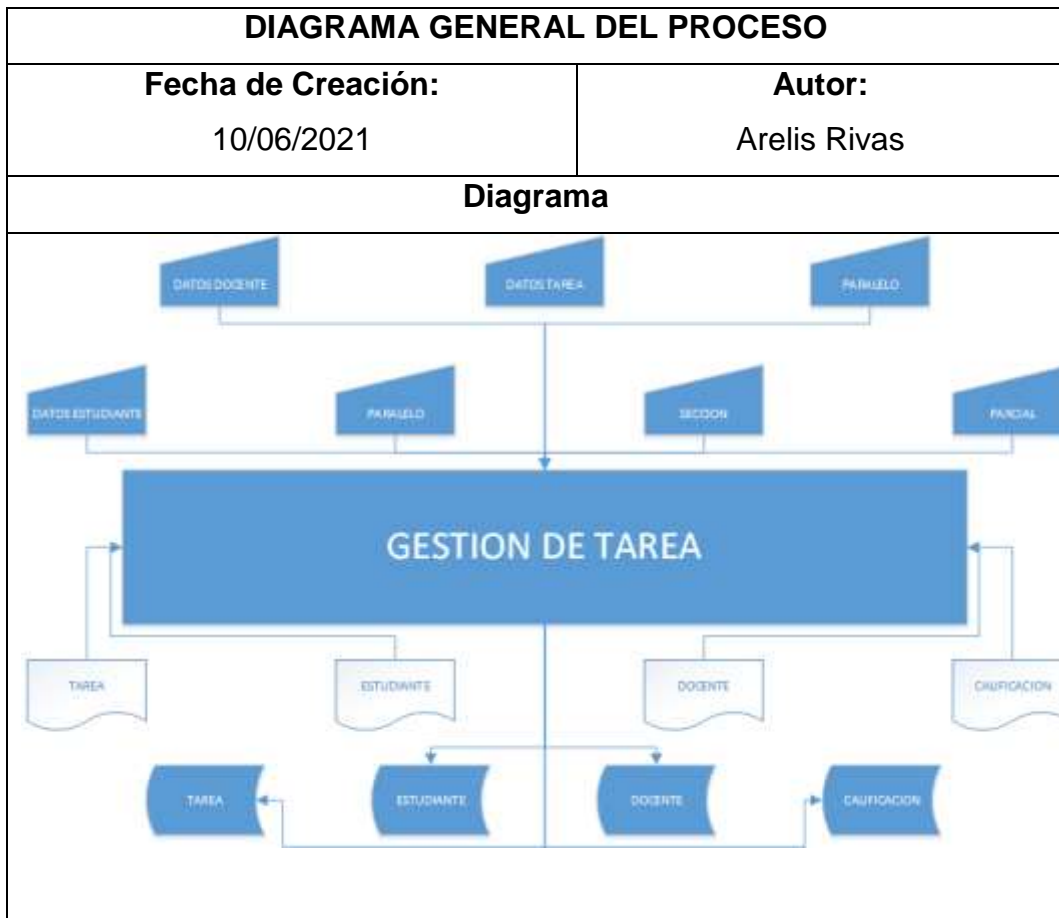 DIAGRAMA GENERAL DEL PROCESO
Fecha de Creación:
10/06/2021
Autor:
Arelis Rivas
Diagrama
DATOS DOCENTE
DATOS TAREA
PARALELO
DATOS ESTUDIANTE
PARALELO
SECCION
PARCIAL
GESTION DE TAREA
TAREA
ESTUDIANTE
DOCENTE
CALIFICACION
TAREA
ESTUDIANTE
DOCENTE
CALIFICACION